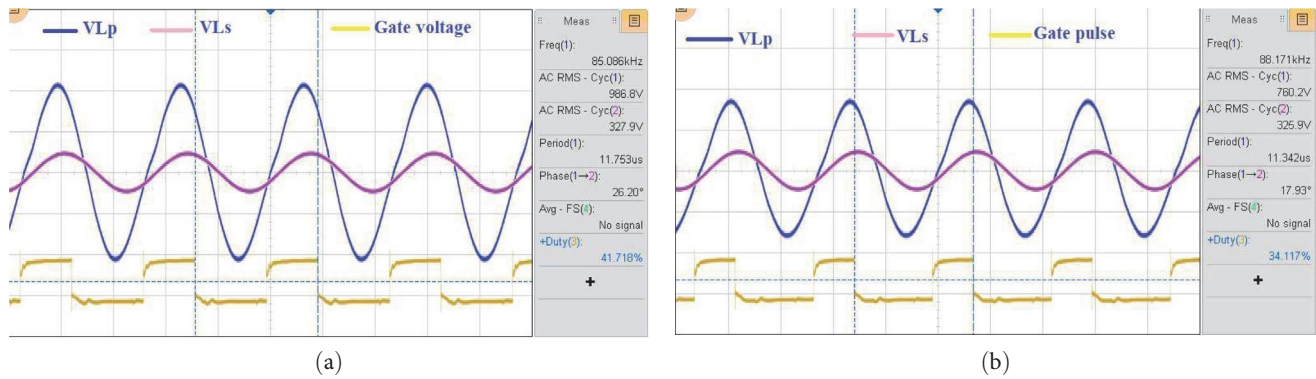 VLp VLs Gate voltage
Meas
Freq(1):
85.086kHz
AC RMS - Cyc(1):
986.8V
AC RMS - Cyc(2):
327.9V
Period(1):
11.753us
Phase(1→2):
26.20°
Avg - FS(4):
No signal
+Duty(3):
41.718%
+
(a)
VLp VLs Gate pulse
Meas
Freq(1):
88.171kHz
AC RMS - Cyc(1):
760.2V
AC RMS - Cyc(2):
325.9V
Period(1):
11.342us
Phase(1→2):
17.93°
Avg - FS(4):
No signal
+Duty(3):
34.117%
+
(b)